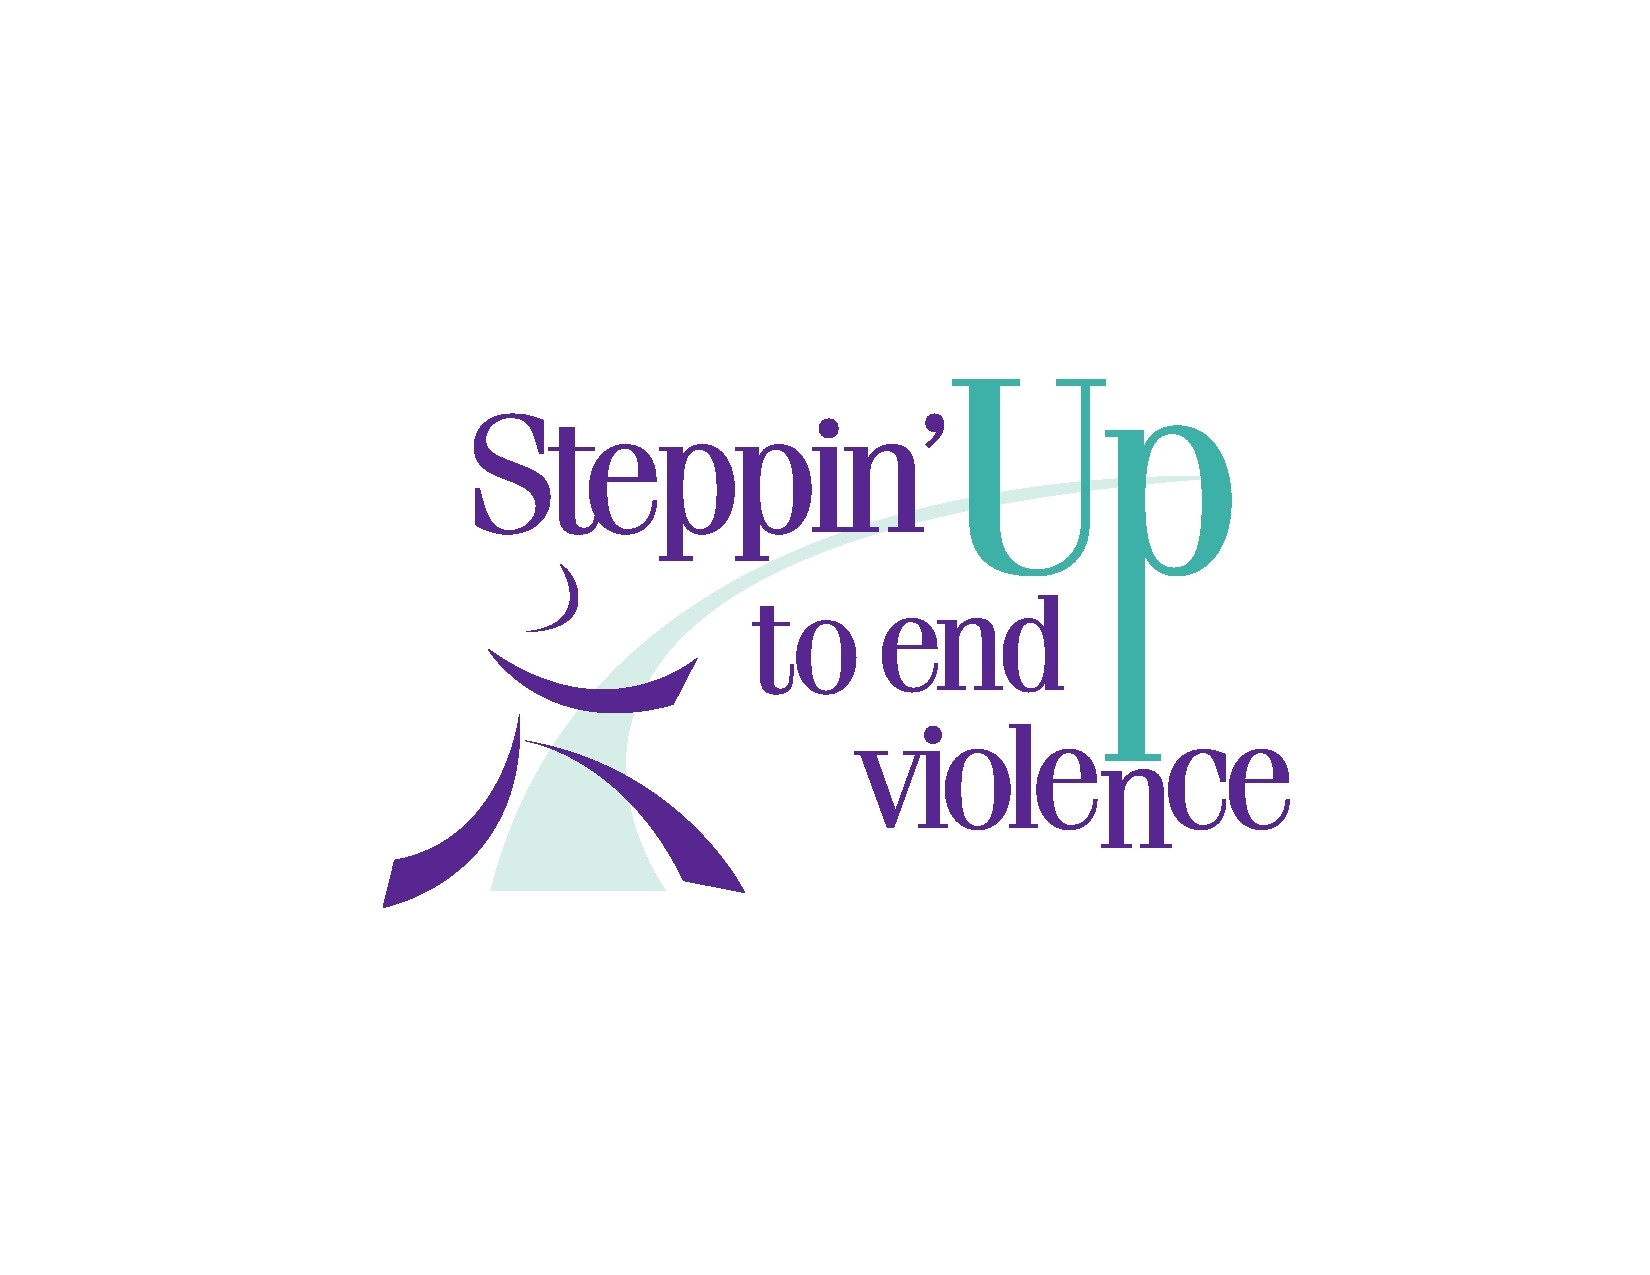 Steppin’ Up
to end
violence